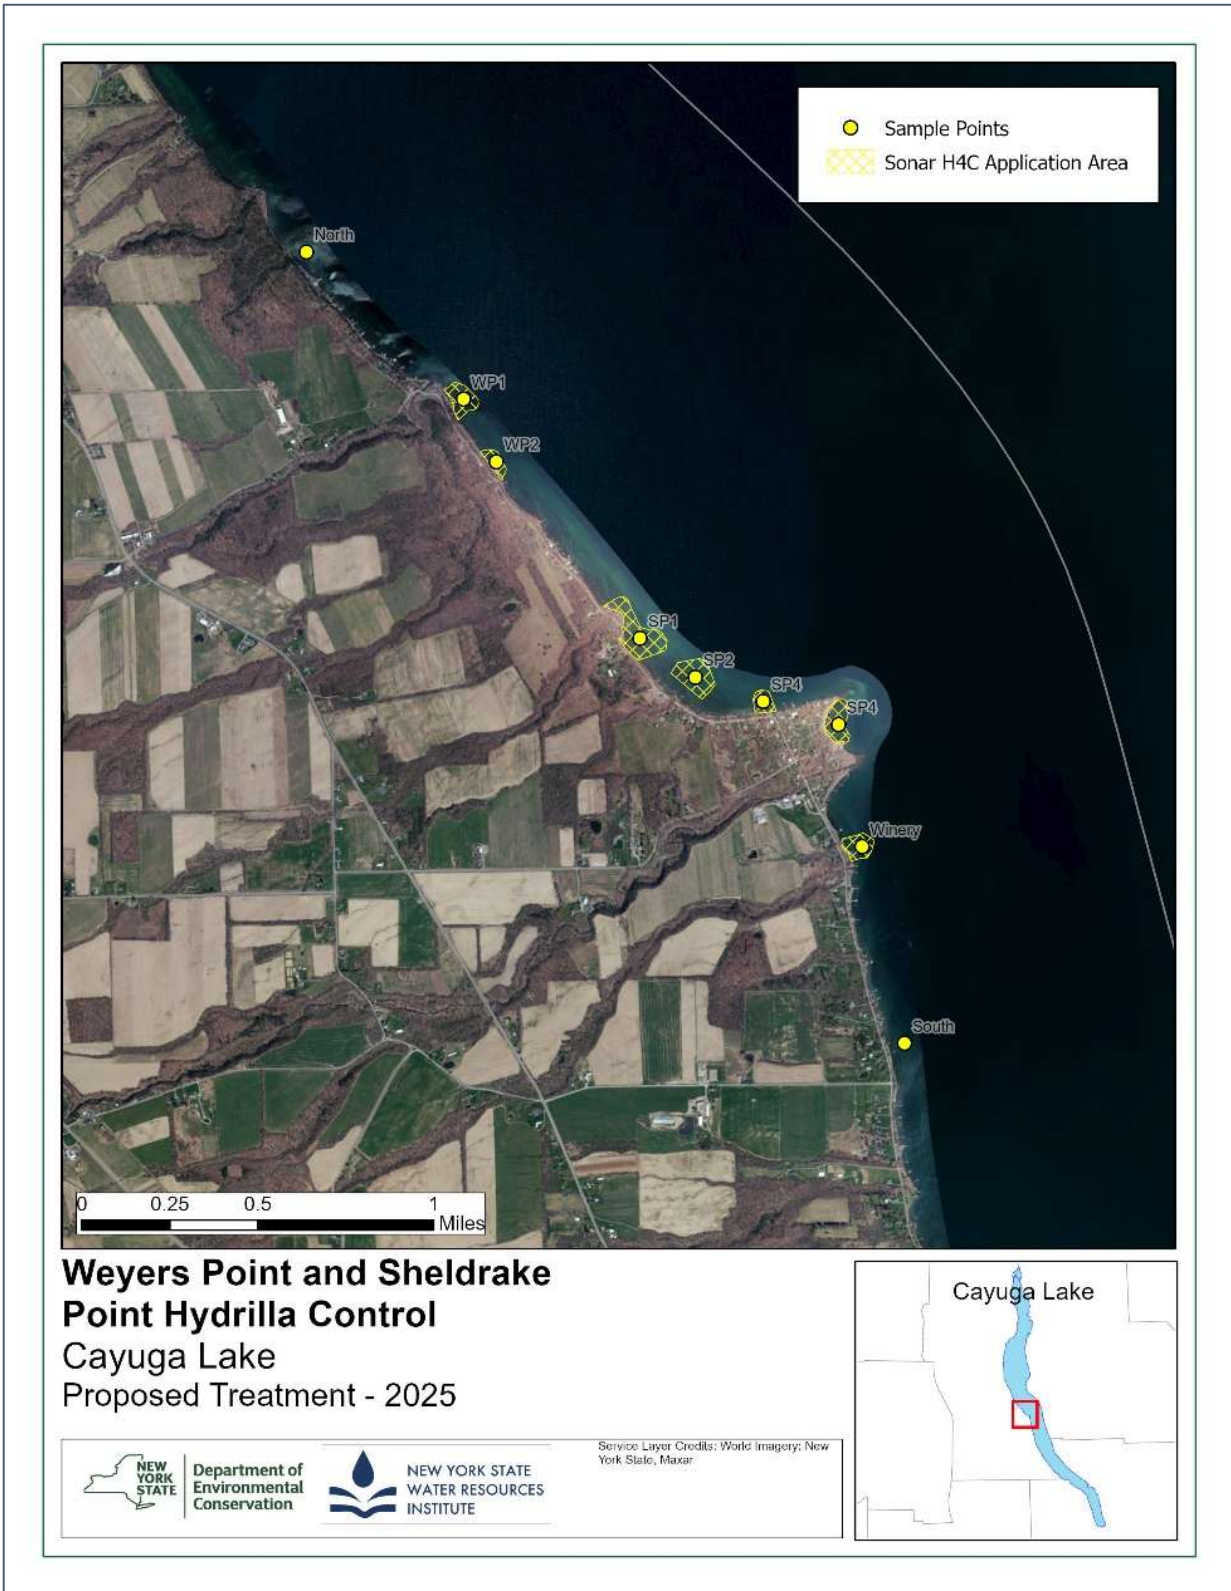 Sample Points
Sonar H4C Application Area
North
WP1
WP2
SP1
SP2
SP4
SP4
Winery
South
0 0.25 0.5 1
Miles
Weyers Point and Sheldrake
Point Hydrilla Control
Cayuga Lake
Proposed Treatment - 2025
Cayuga Lake
NEW
YORK
STATE
Department of
Environmental
Conservation
NEW YORK STATE
WATER RESOURCES
INSTITUTE
Service Layer Credits: World Imagery: New
York State, Maxar